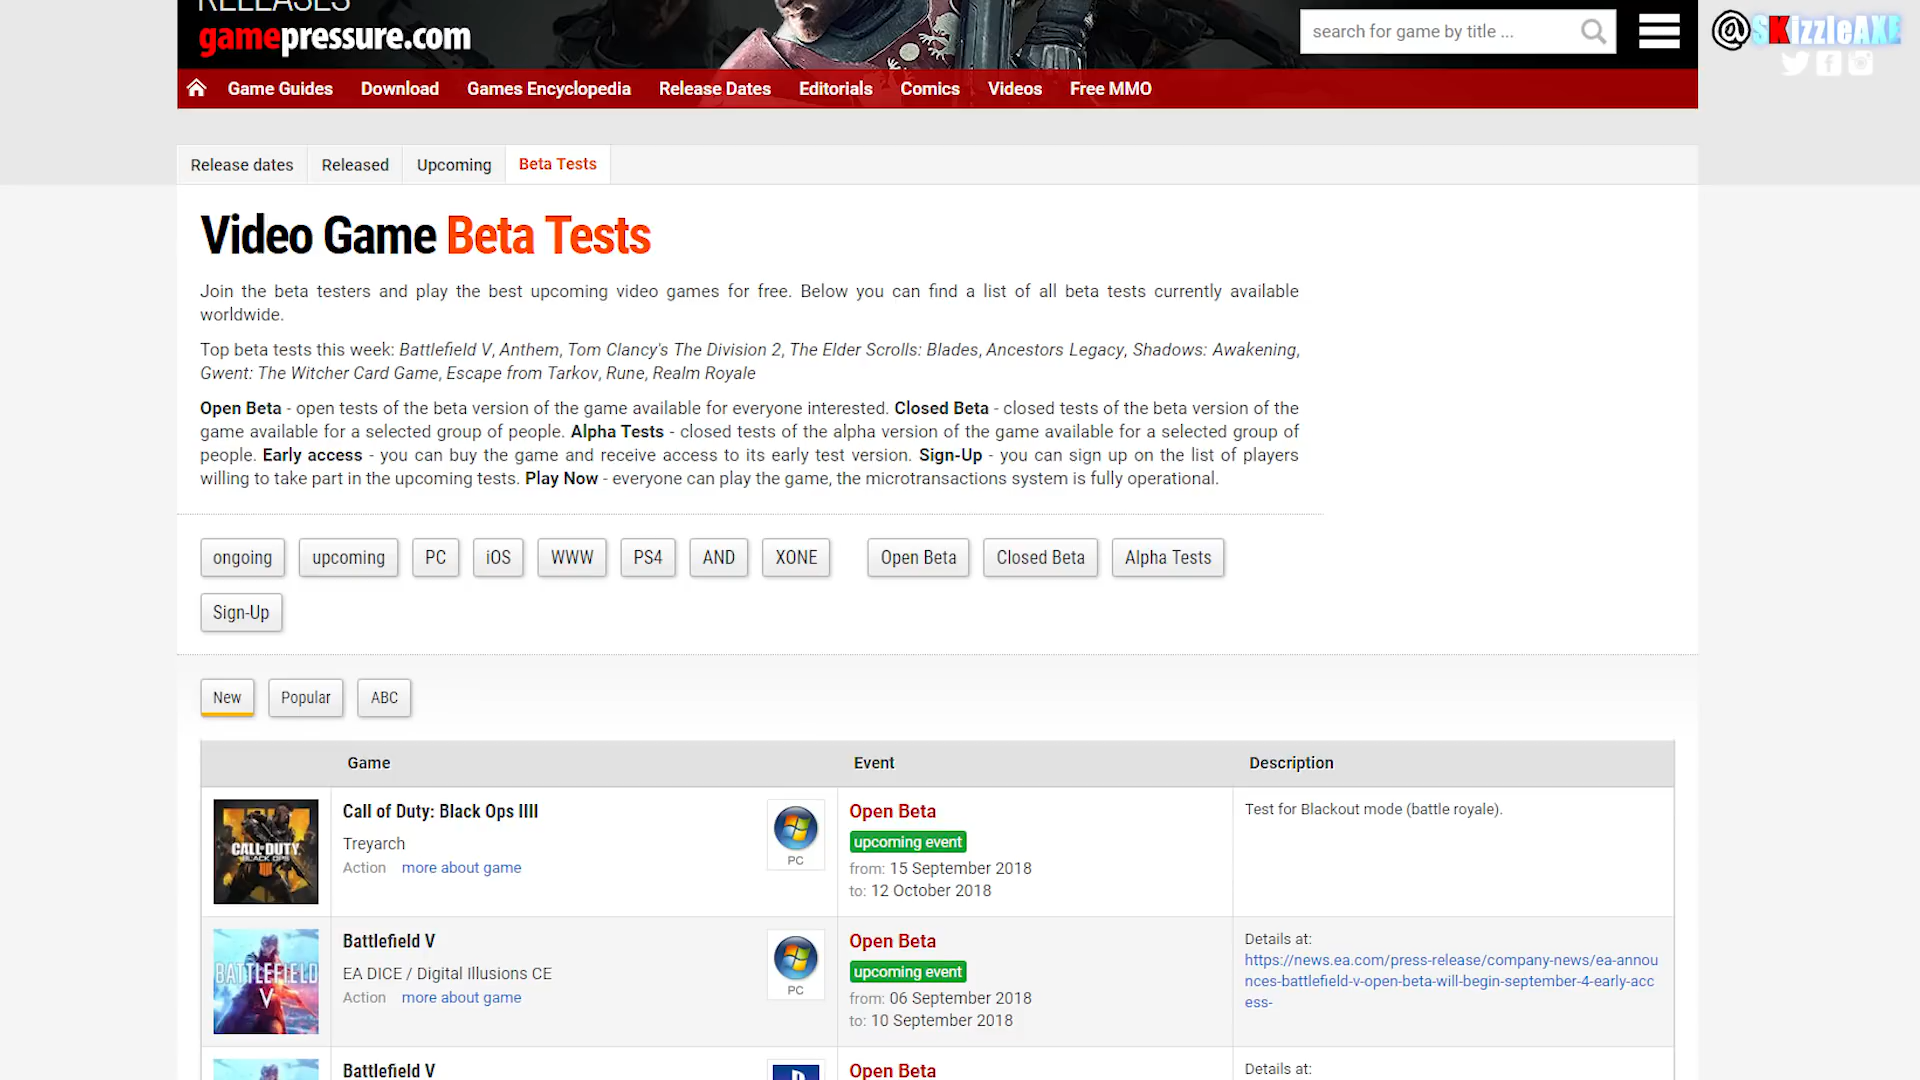 RELEASES
gamepressure.com
search for game by title ...
@SKizzleAXE
Game Guides Download Games Encyclopedia Release Dates Editorials Comics Videos Free MMO
Release dates Released Upcoming Beta Tests
Video Game Beta Tests
Join the beta testers and play the best upcoming video games for free. Below you can find a list of all beta tests currently available
worldwide.
Top beta tests this week: Battlefield V, Anthem, Tom Clancy's The Division 2, The Elder Scrolls: Blades, Ancestors Legacy, Shadows: Awakening,
Gwent: The Witcher Card Game, Escape from Tarkov, Rune, Realm Royale
Open Beta - open tests of the beta version of the game available for everyone interested. Closed Beta - closed tests of the beta version of the
game available for a selected group of people. Alpha Tests - closed tests of the alpha version of the game available for a selected group of
people. Early access - you can buy the game and receive access to its early test version. Sign-Up - you can sign up on the list of players
willing to take part in the upcoming tests. Play Now - everyone can play the game, the microtransactions system is fully operational.
ongoing upcoming PC iOS WWW PS4 AND XONE Open Beta Closed Beta Alpha Tests
Sign-Up
New Popular ABC
Game Event Description
CALL OF DUTY
BLACK OPS
Call of Duty: Black Ops IIII
Treyarch
Action more about game
PC
Open Beta
upcoming event
from: 15 September 2018
to: 12 October 2018
Test for Blackout mode (battle royale).
BATTLEFIELD
V
Battlefield V
EA DICE / Digital Illusions CE
Action more about game
PC
Open Beta
upcoming event
from: 06 September 2018
to: 10 September 2018
Details at:
https://news.ea.com/press-release/company-news/ea-annou
nces-battlefield-v-open-beta-will-begin-september-4-early-acc
ess-
Battlefield V
Open Beta
Details at: